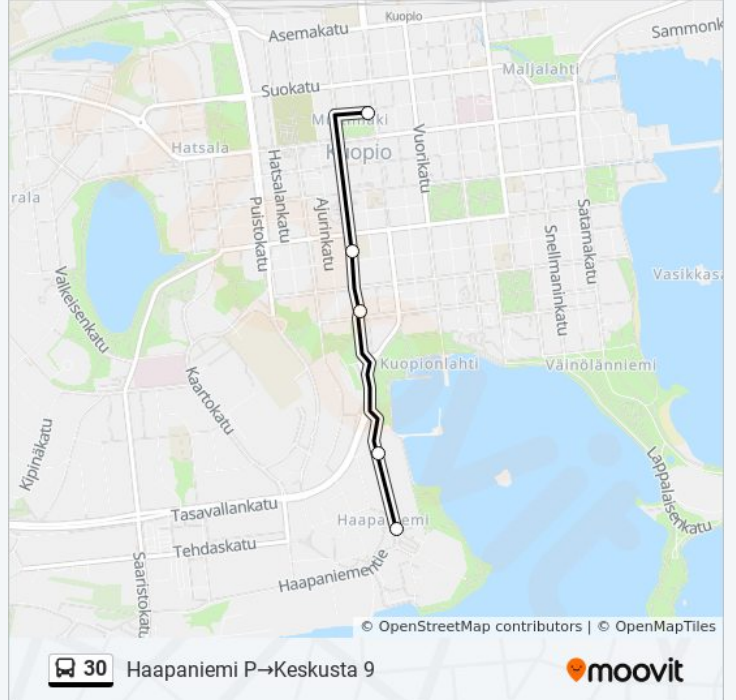 Kuopio
Asemakatu
Sammonk
Maljalahti
Suokatu
Hatsala
Kuopio
Vuorikatu
Hatsalankatu
Puistokatu
Ajurinkatu
rala
Satamakatu
Snellmaninkatu
Vasikkasa
Valkeisenkatu
Kuopionlahti
Väinölänniemi
Kaartokatu
Kipinäkatu
Lappalaisenkatu
Tasavallankatu
Haapaniemi
Tehdaskatu
Haapaniementie
Saaristokatu
© OpenStreetMap contributors | © OpenMapTiles
30 Haapaniemi P→Keskusta 9
moovit